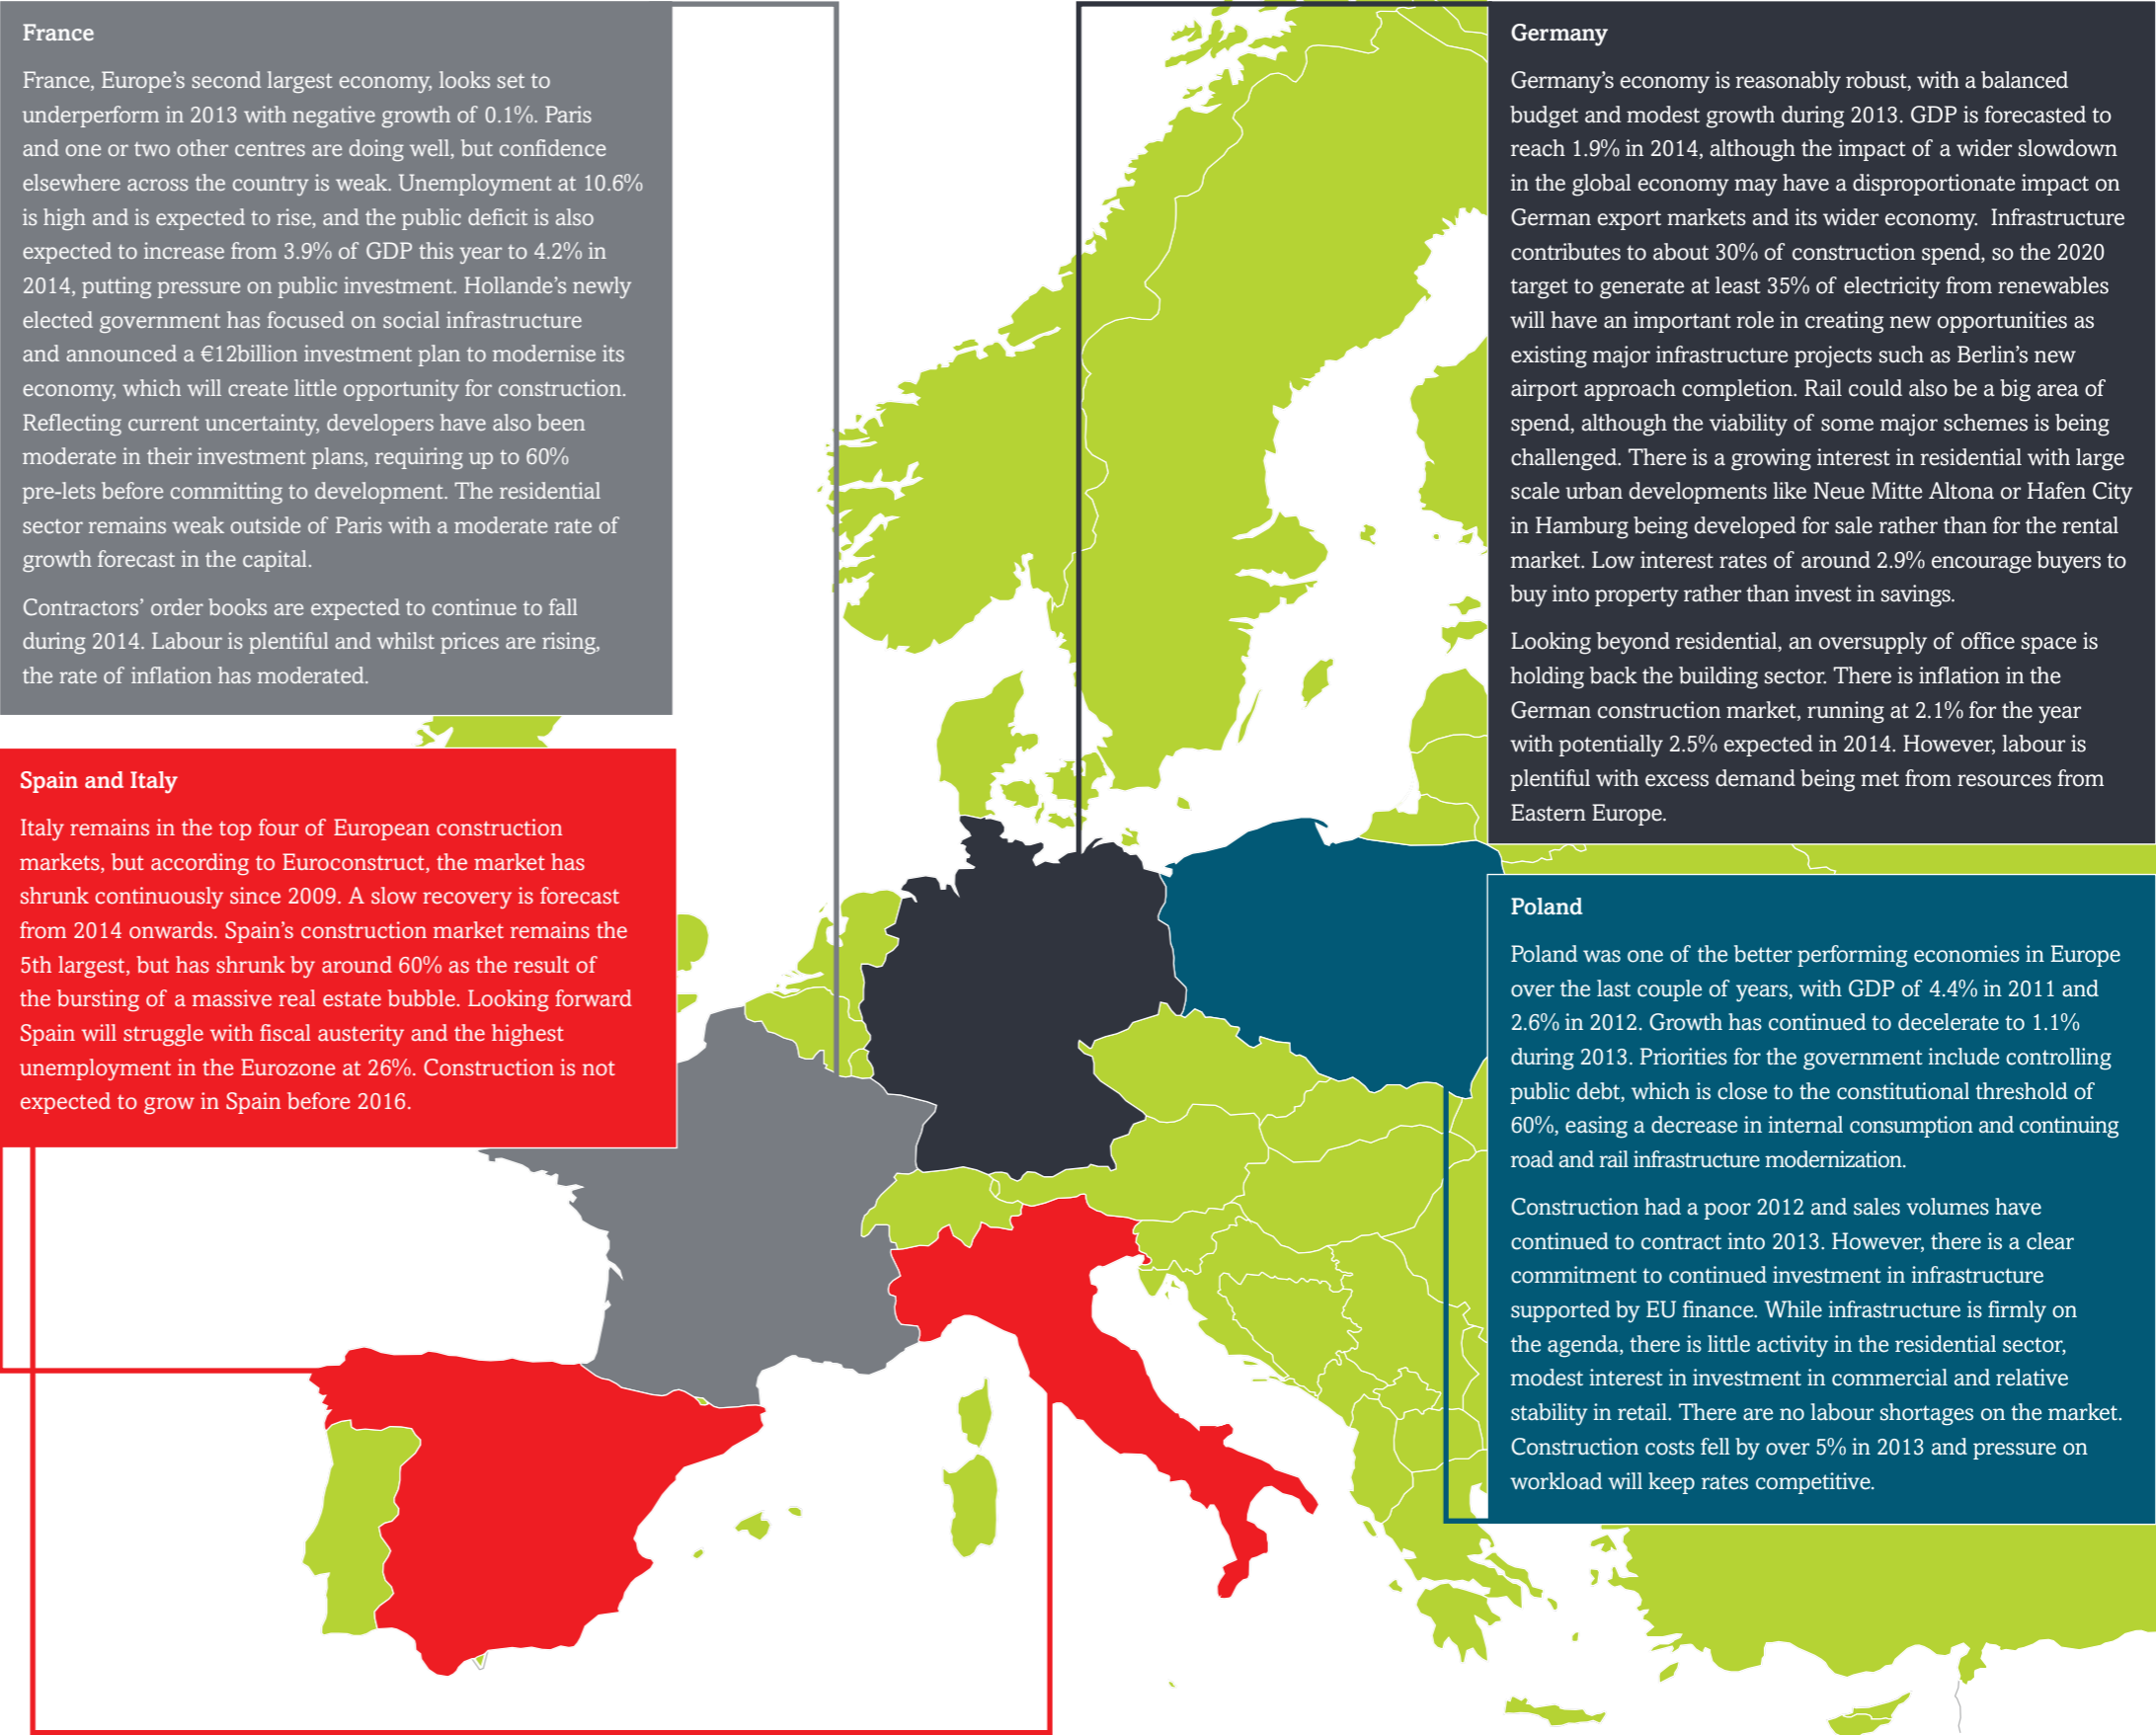 France
France, Europe’s second largest economy, looks set to
underperform in 2013 with negative growth of 0.1%. Paris
and one or two other centres are doing well, but confidence
elsewhere across the country is weak. Unemployment at 10.6%
is high and is expected to rise, and the public deficit is also
expected to increase from 3.9% of GDP this year to 4.2% in
2014, putting pressure on public investment. Hollande’s newly
elected government has focused on social infrastructure
and announced a €12billion investment plan to modernise its
economy, which will create little opportunity for construction.
Reflecting current uncertainty, developers have also been
moderate in their investment plans, requiring up to 60%
pre-lets before committing to development. The residential
sector remains weak outside of Paris with a moderate rate of
growth forecast in the capital.
Contractors’ order books are expected to continue to fall
during 2014. Labour is plentiful and whilst prices are rising,
the rate of inflation has moderated.
Spain and Italy
Italy remains in the top four of European construction
markets, but according to Euroconstruct, the market has
shrunk continuously since 2009. A slow recovery is forecast
from 2014 onwards. Spain’s construction market remains the
5th largest, but has shrunk by around 60% as the result of
the bursting of a massive real estate bubble. Looking forward
Spain will struggle with fiscal austerity and the highest
unemployment in the Eurozone at 26%. Construction is not
expected to grow in Spain before 2016.
Germany
Germany’s economy is reasonably robust, with a balanced
budget and modest growth during 2013. GDP is forecasted to
reach 1.9% in 2014, although the impact of a wider slowdown
in the global economy may have a disproportionate impact on
German export markets and its wider economy.  Infrastructure
contributes to about 30% of construction spend, so the 2020
target to generate at least 35% of electricity from renewables
will have an important role in creating new opportunities as
existing major infrastructure projects such as Berlin’s new
airport approach completion. Rail could also be a big area of
spend, although the viability of some major schemes is being
challenged. There is a growing interest in residential with large
scale urban developments like Neue Mitte Altona or Hafen City
in Hamburg being developed for sale rather than for the rental
market. Low interest rates of around 2.9% encourage buyers to
buy into property rather than invest in savings.
Looking beyond residential, an oversupply of office space is
holding back the building sector. There is inflation in the
German construction market, running at 2.1% for the year
with potentially 2.5% expected in 2014. However, labour is
plentiful with excess demand being met from resources from
Eastern Europe.
Poland
Poland was one of the better performing economies in Europe
over the last couple of years, with GDP of 4.4% in 2011 and
2.6% in 2012. Growth has continued to decelerate to 1.1%
during 2013. Priorities for the government include controlling
public debt, which is close to the constitutional threshold of
60%, easing a decrease in internal consumption and continuing
road and rail infrastructure modernization.
Construction had a poor 2012 and sales volumes have
continued to contract into 2013. However, there is a clear
commitment to continued investment in infrastructure
supported by EU finance. While infrastructure is firmly on
the agenda, there is little activity in the residential sector,
modest interest in investment in commercial and relative
stability in retail. There are no labour shortages on the market.
Construction costs fell by over 5% in 2013 and pressure on
workload will keep rates competitive.